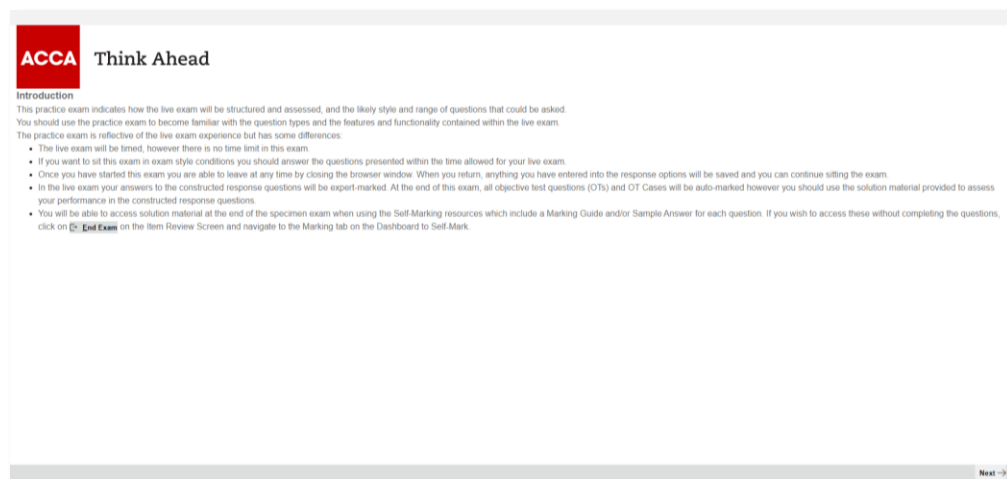 ACCA Think Ahead
Introduction
This practice exam indicates how the live exam will be structured and assessed, and the likely style and range of questions that could be asked.
You should use the practice exam to become familiar with the question types and the features and functionality contained within the live exam.
The practice exam is reflective of the live exam experience but has some differences:
• The live exam will be timed, however there is no time limit in this exam.
• If you want to sit this exam in exam style conditions you should answer the questions presented within the time allowed for your live exam.
• Once you have started this exam you are able to leave at any time by closing the browser window. When you return, anything you have entered into the response options will be saved and you can continue sitting the exam.
• In the live exam your answers to the constructed response questions will be expert-marked. At the end of this exam, all objective test questions (OTs) and OT Cases will be auto-marked however you should use the solution material provided to assess
your performance in the constructed response questions.
• You will be able to access solution material at the end of the specimen exam when using the Self-Marking resources which include a Marking Guide and/or Sample Answer for each question. If you wish to access these without completing the questions,
click on End Exam on the Item Review Screen and navigate to the Marking tab on the Dashboard to Self-Mark.
Next →